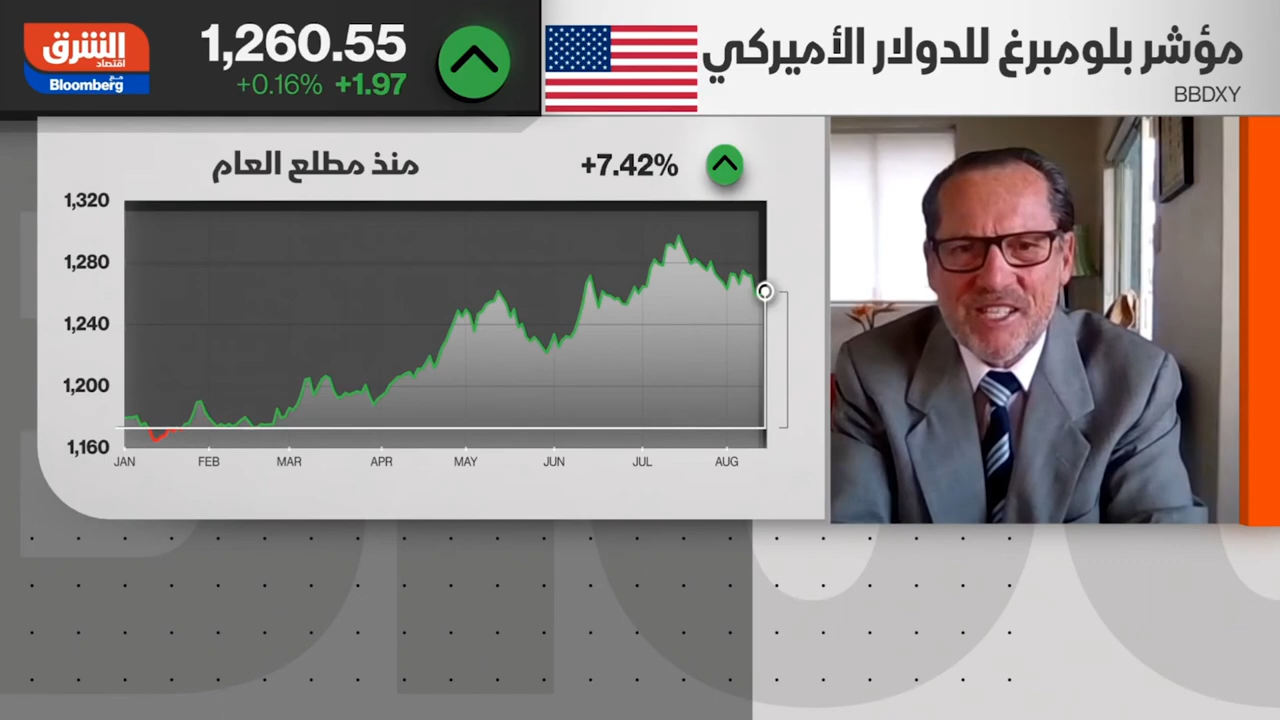 الشرق
اقتصاد
مع
Bloomberg
1,260.55
+0.16% +1.97
مؤشر بلومبرغ للدولار الأميركي
BBDXY
منذ مطلع العام
+7.42%
1,320
1,280
1,240
1,200
1,160
JAN FEB MAR APR MAY JUN JUL AUG